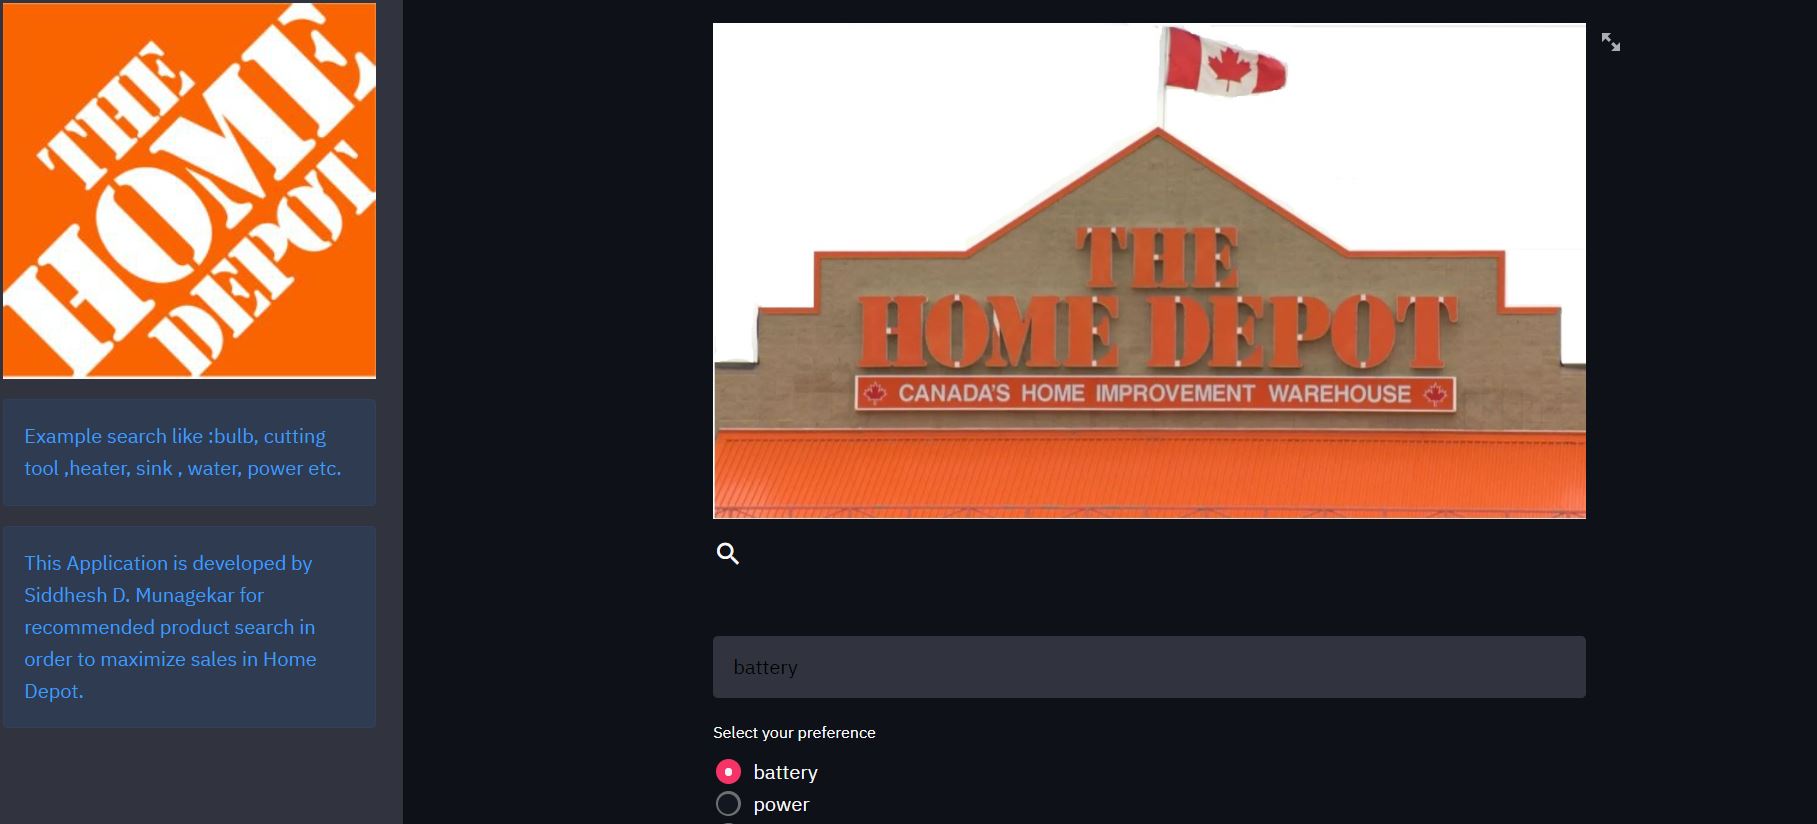 THE
HOME
DEPOT
Example search like :bulb, cutting
tool ,heater, sink , water, power etc.
This Application is developed by
Siddhesh D. Munagekar for
recommended product search in
order to maximize sales in Home
Depot.
THE
HOME DEPOT
CANADA'S HOME IMPROVEMENT WAREHOUSE
battery
Select your preference
battery
power